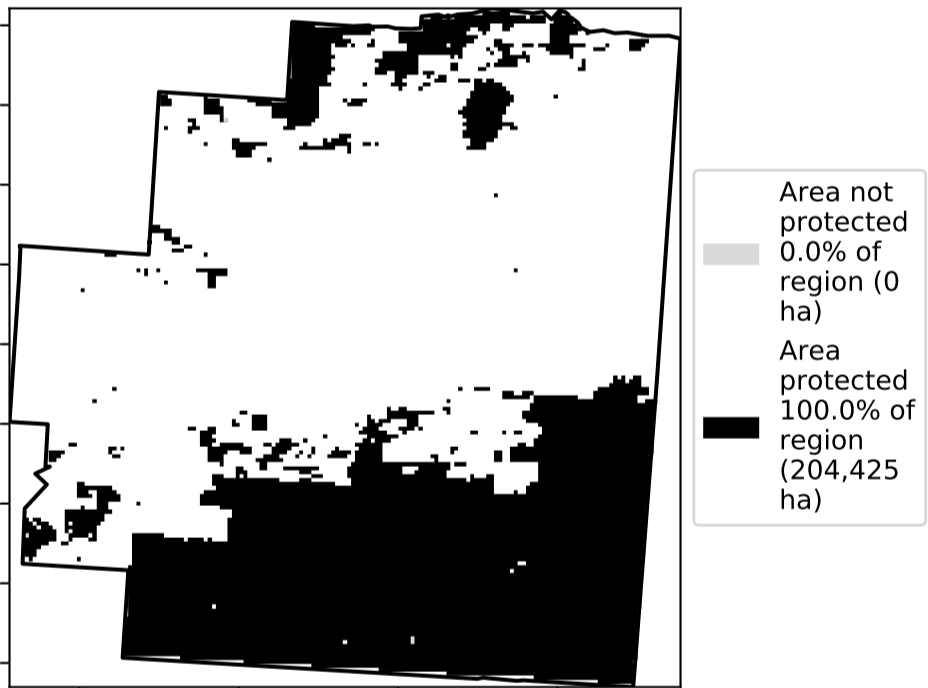 Area not
protected
0.0% of
region (0
ha)
Area
protected
100.0% of
region
(204,425
ha)